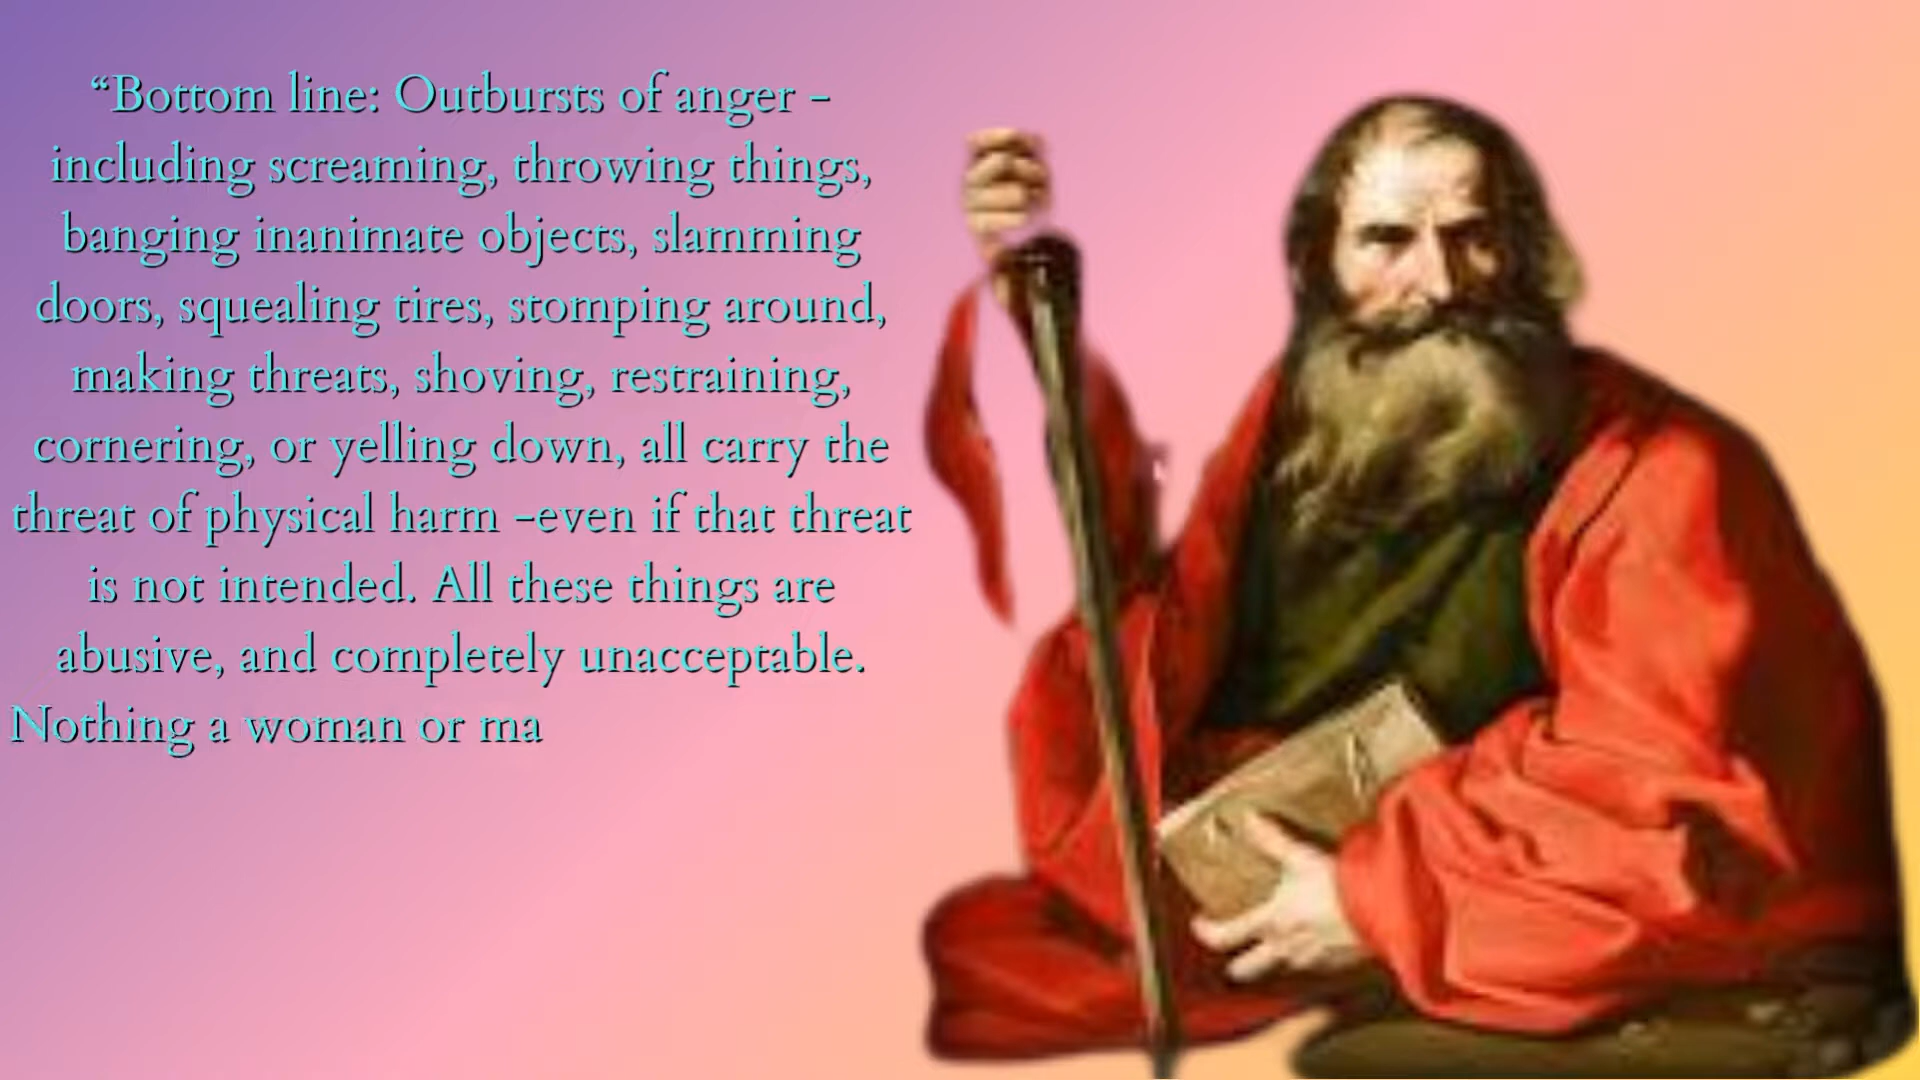 “Bottom line: Outbursts of anger -
including screaming, throwing things,
banging inanimate objects, slamming
doors, squealing tires, stomping around,
making threats, shoving, restraining,
cornering, or yelling down, all carry the
threat of physical harm -even if that threat
is not intended. All these things are
abusive, and completely unacceptable.
Nothing a woman or ma